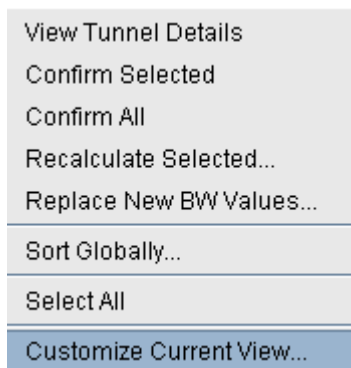 View Tunnel Details
Confirm Selected
Confirm All
Recalculate Selected...
Replace New BW Values...
Sort Globally...
Select All
Customize Current View...